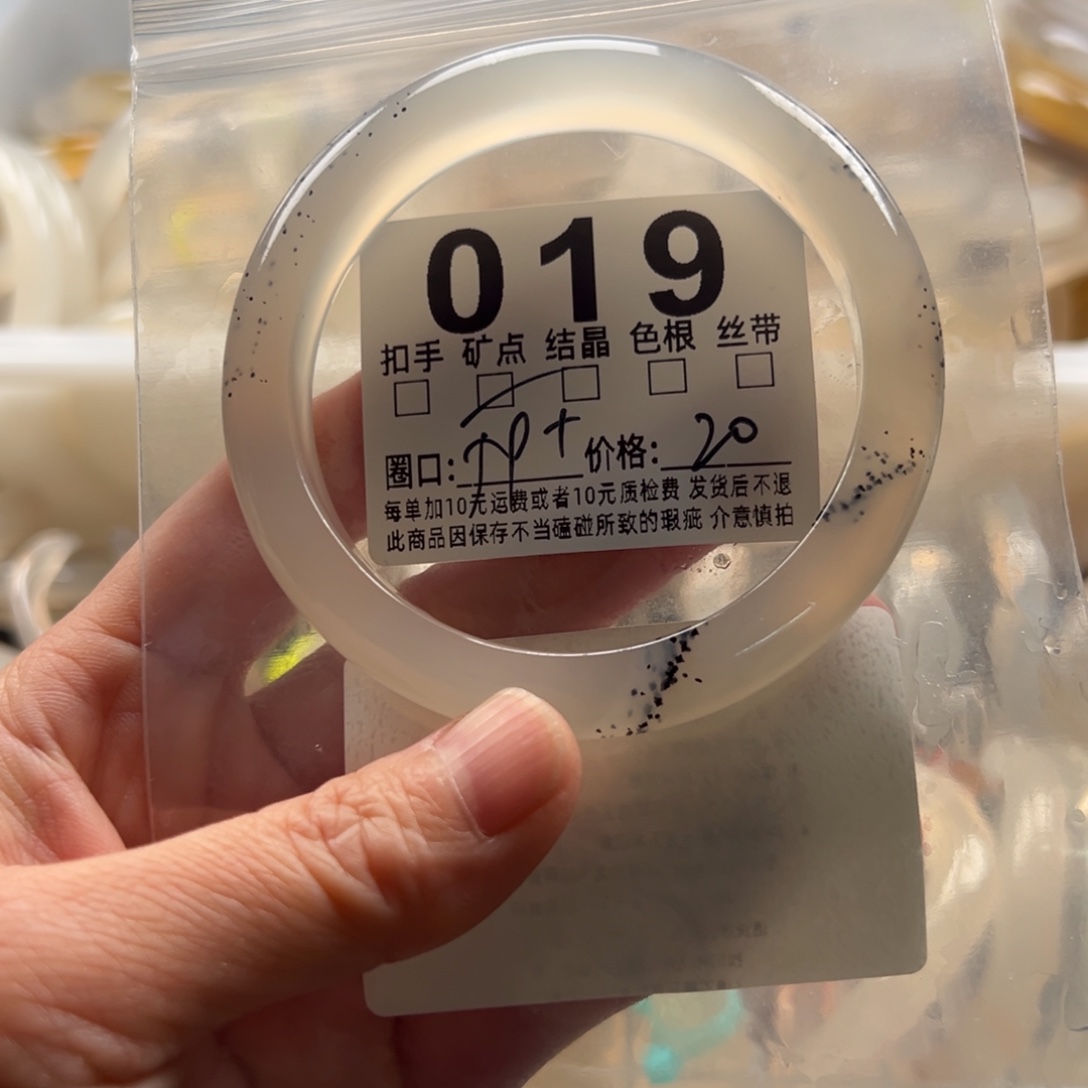 019
扣手 矿点 结晶 色根 丝带
圈口: 价格:20
每单加10元运费或者10元质检费 发货后不退
此商品因保存不当磕碰所致的瑕疵 介意慎拍